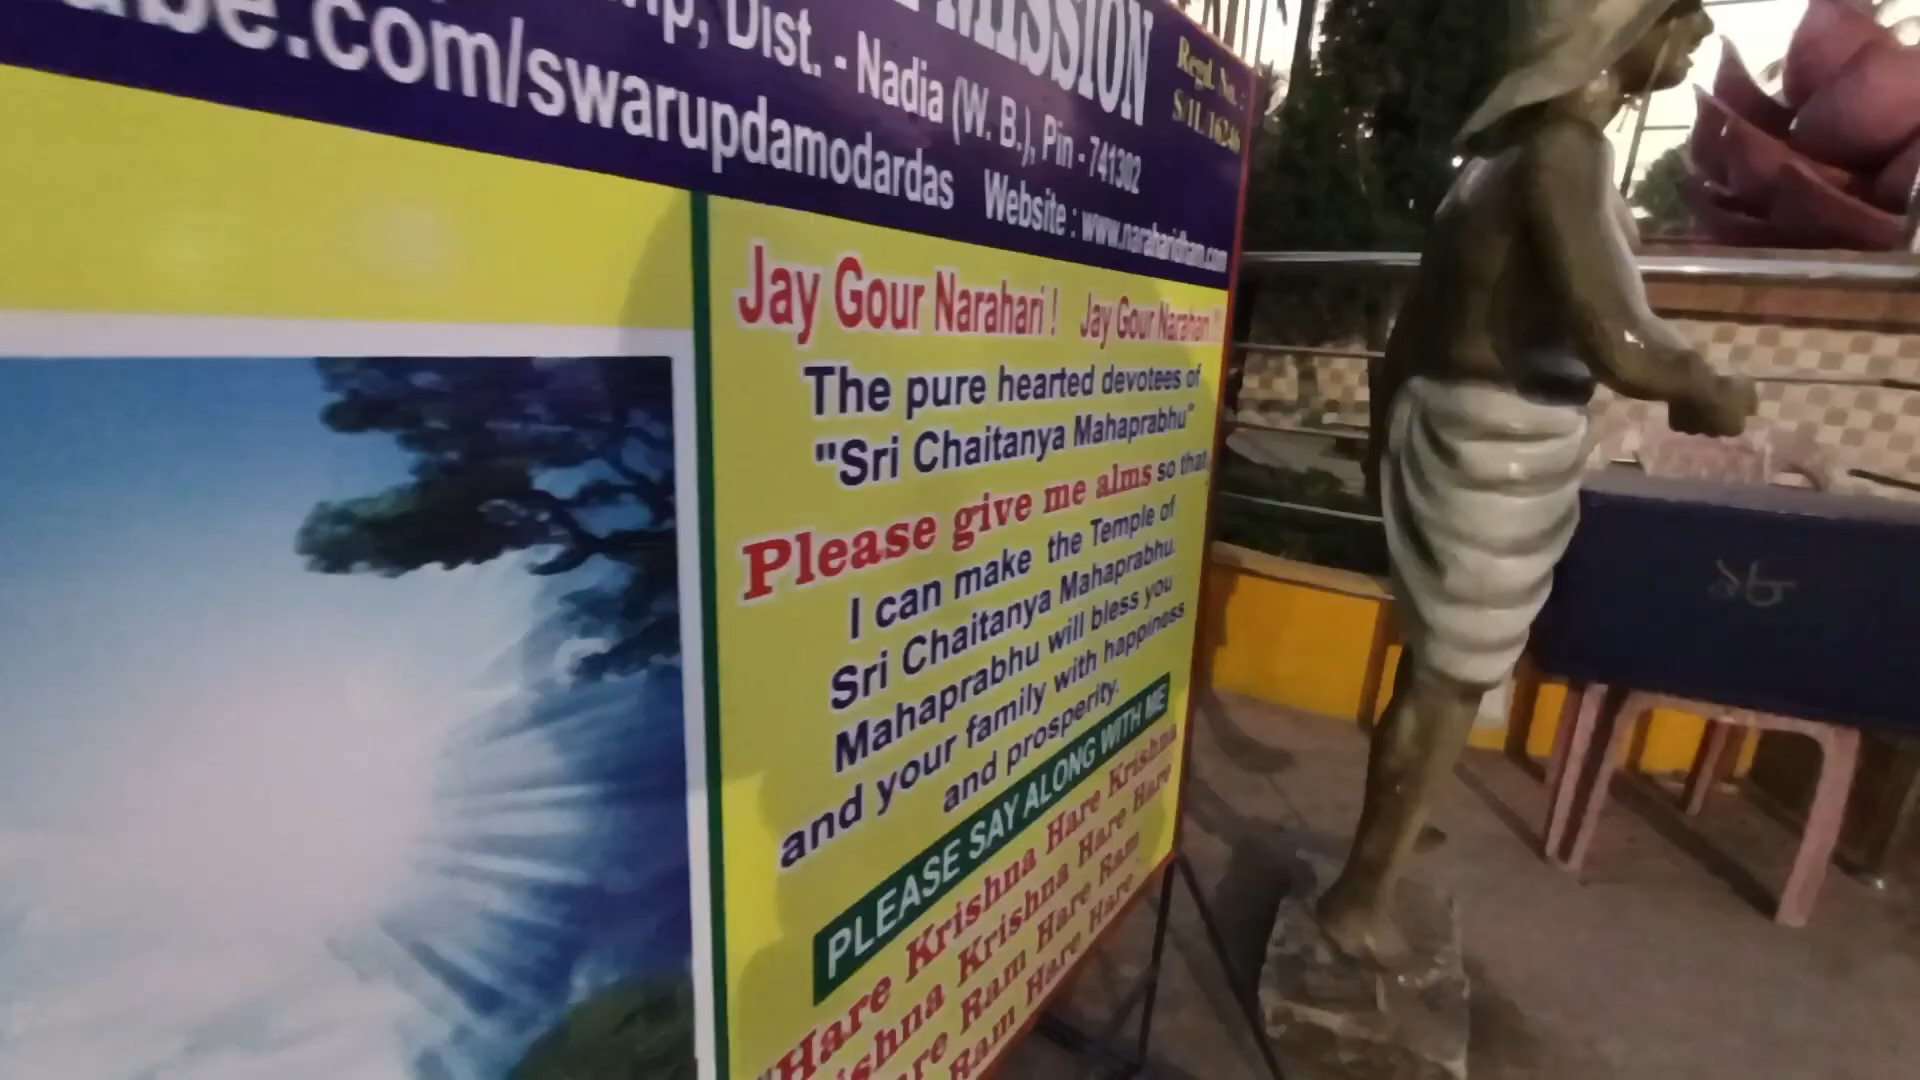 MISSION
Regd. No. :
Dist. - Nadia (W. B.), Pin - 741302
be.com/swarupdamodardas Website : www.naraharidham.com
Jay Gour Narahari ! Jay Gour Narahari !!
The pure hearted devotees of
"Sri Chaitanya Mahaprabhu"
Please give me alms so that
I can make the Temple of
Sri Chaitanya Mahaprabhu.
Mahaprabhu will bless you
and your family with happiness
and prosperity.
PLEASE SAY ALONG WITH ME
"Hare Krishna Hare Krishna
Krishna Krishna Hare Hare
Hare Ram Hare Ram
Ram Ram Hare Hare